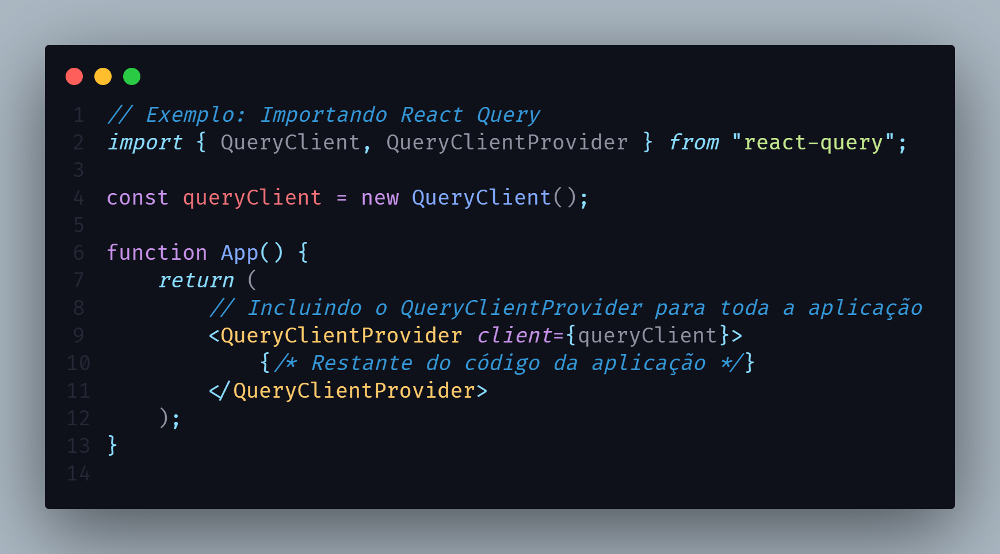 1 // Exemplo: Importando React Query
2 import { QueryClient, QueryClientProvider } from "react-query";
3
4 const queryClient = new QueryClient();
5
6 function App() {
7     return (
8         // Incluindo o QueryClientProvider para toda a aplicação
9         <QueryClientProvider client={queryClient}>
10             {/* Restante do código da aplicação */}
11         </QueryClientProvider>
12     );
13 }
14